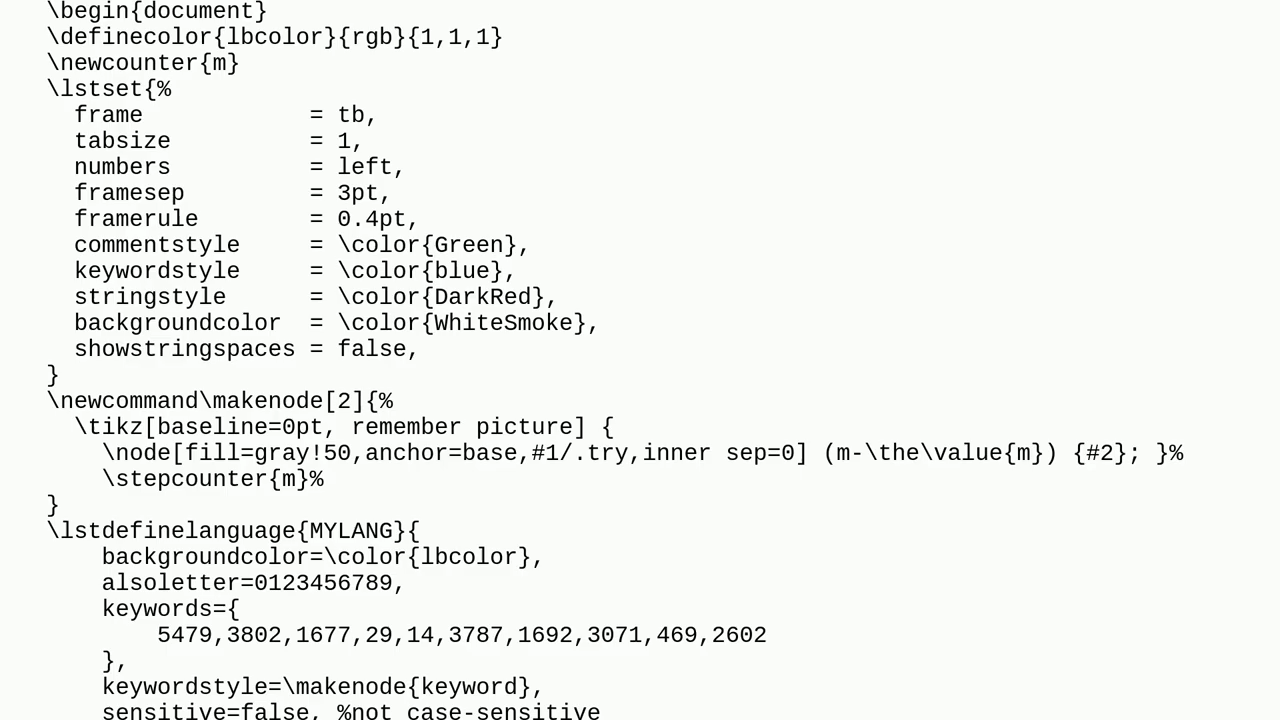 \begin{document}
\definecolor{lbcolor}{rgb}{1,1,1}
\newcounter{m}
\lstset{%
  frame            = tb,
  tabsize          = 1,
  numbers          = left,
  framesep         = 3pt,
  framerule        = 0.4pt,
  commentstyle     = \color{Green},
  keywordstyle     = \color{blue},
  stringstyle      = \color{DarkRed},
  backgroundcolor  = \color{WhiteSmoke},
  showstringspaces = false,
}
\newcommand\makenode[2]{%
  \tikz[baseline=0pt, remember picture] {
    \node[fill=gray!50,anchor=base,#1/.try,inner sep=0] (m-\the\value{m}) {#2}; }%
    \stepcounter{m}%
}
\lstdefinelanguage{MYLANG}{
    backgroundcolor=\color{lbcolor},
    alsoletter=0123456789,
    keywords={
        5479,3802,1677,29,14,3787,1692,3071,469,2602
    },
    keywordstyle=\makenode{keyword},
    sensitive=false, %not case-sensitive